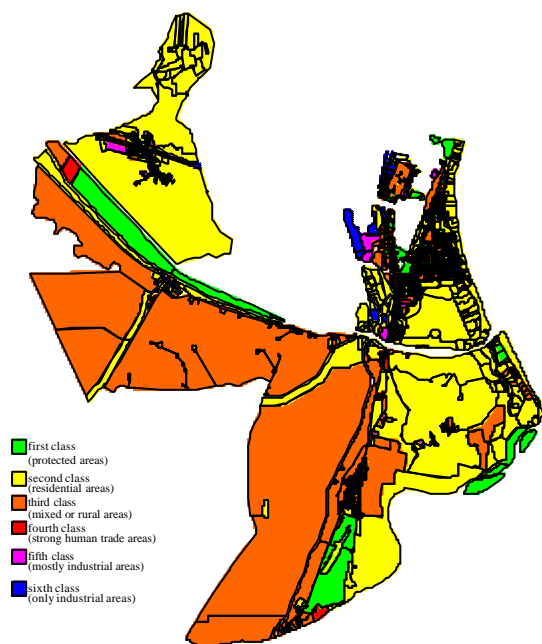 first class
(protected areas)
second class
(residential areas)
third class
(mixed or rural areas)
fourth class
(strong human trade areas)
fifth class
(mostly industrial areas)
sixth class
(only industrial areas)